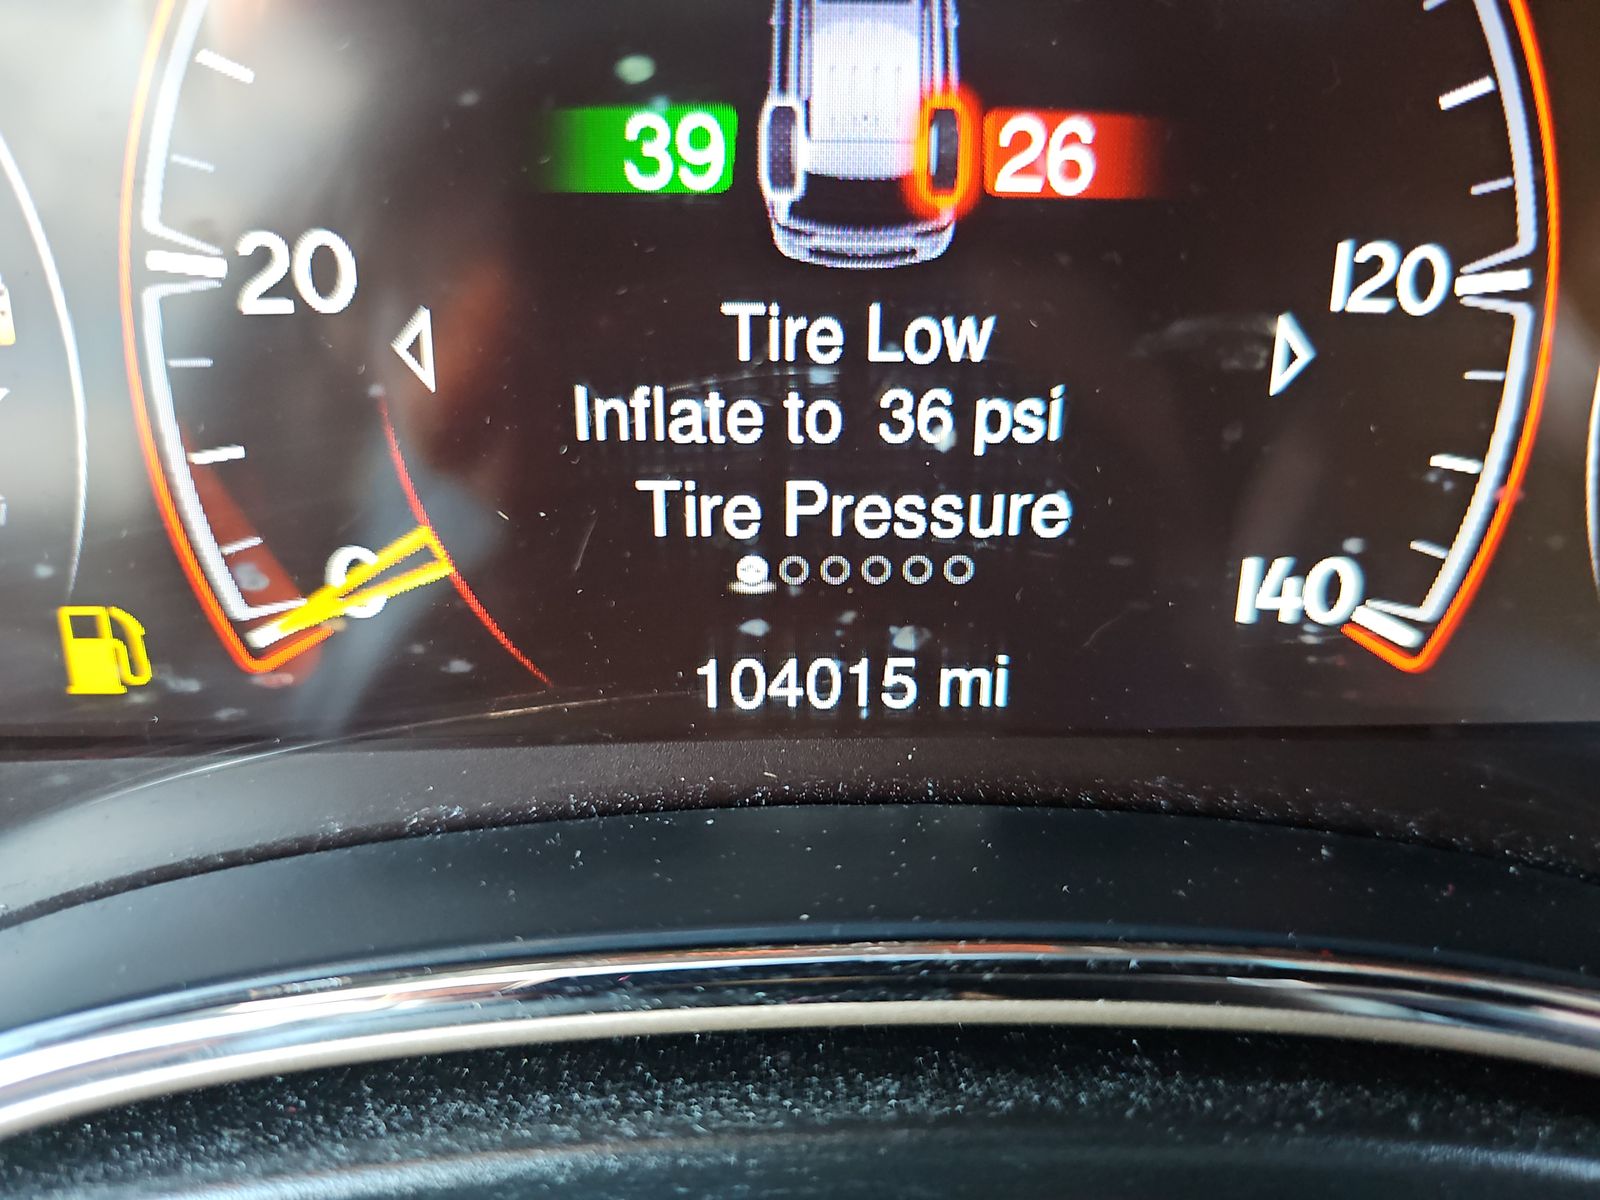 39 26
20 120
Tire Low
Inflate to 36 psi
Tire Pressure
0 140
104015 mi